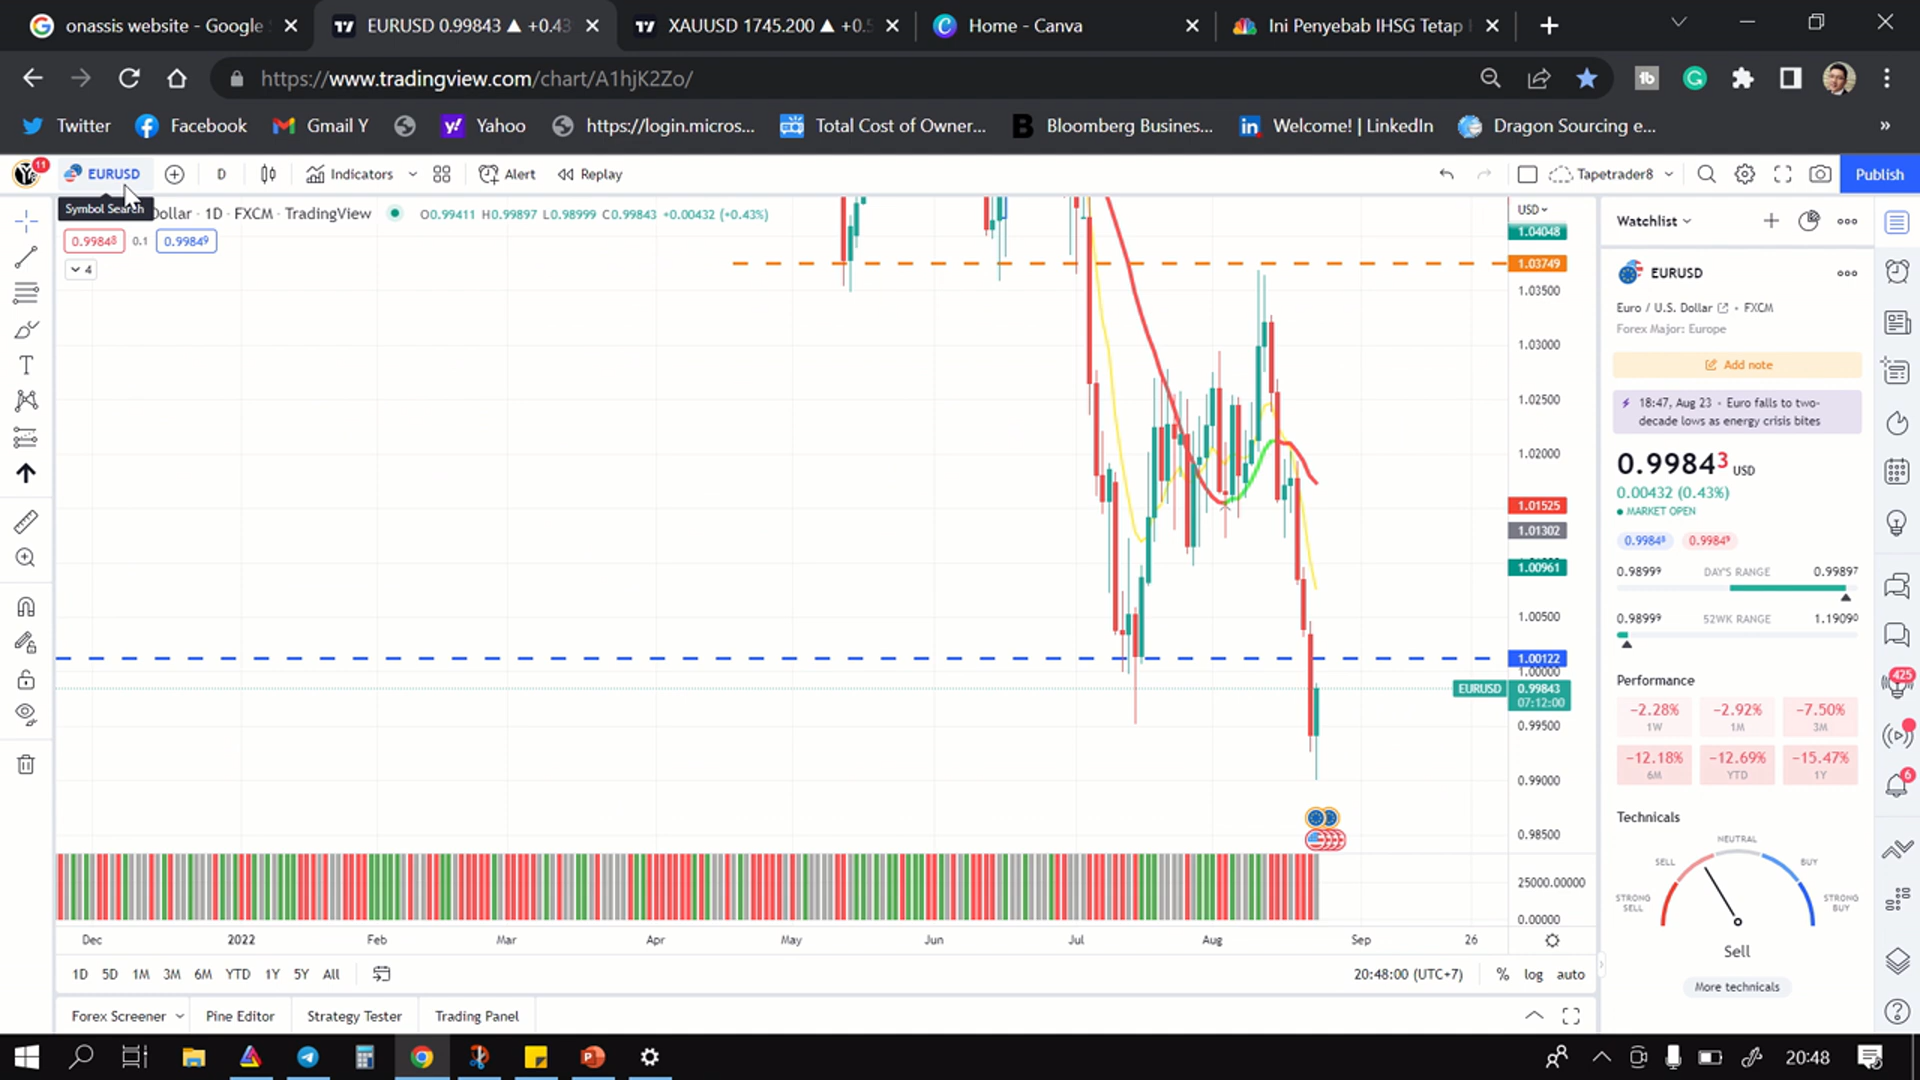 onassis website - Google S
EURUSD 0.99843 ▲ +0.43
XAUUSD 1745.200 ▲ +0.5
Home - Canva
Ini Penyebab IHSG Tetap
https://www.tradingview.com/chart/A1hjK2Zo/
Twitter
Facebook
Gmail Y
Yahoo
https://login.micros...
Total Cost of Owner...
Bloomberg Business...
Welcome! | LinkedIn
Dragon Sourcing e...
»
11
EURUSD
D
Indicators
Alert
Replay
Tapetrader8
Publish
Symbol Search
Dollar · 1D · FXCM · TradingView
O0.99411 H0.99897 L0.98999 C0.99843 +0.00432 (+0.43%)
0.99848
0.1
0.99849
4
USD
1.04048
1.03749
1.03500
1.03000
1.02500
1.02000
1.01525
1.01302
1.00961
1.00500
1.00122
1.00000
EURUSD
0.99843
07:12:00
0.99500
0.99000
0.98500
25000.00000
0.00000
Dec
2022
Feb
Mar
Apr
May
Jun
Jul
Aug
Sep
26
1D
5D
1M
3M
6M
YTD
1Y
5Y
All
20:48:00 (UTC+7)
%
log
auto
Forex Screener
Pine Editor
Strategy Tester
Trading Panel
Watchlist
EURUSD
Euro / U.S. Dollar · FXCM
Forex Major: Europe
Add note
18:47, Aug 23 · Euro falls to two-
decade lows as energy crisis bites
0.99843 USD
0.00432 (0.43%)
MARKET OPEN
0.99848
0.99849
0.98999
DAY'S RANGE
0.99897
0.98999
52WK RANGE
1.19090
Performance
−2.28%
1W
−2.92%
1M
−7.50%
3M
−12.18%
6M
−12.69%
YTD
−15.47%
1Y
Technicals
NEUTRAL
SELL
BUY
STRONG
SELL
STRONG
BUY
Sell
More technicals
425
6
20:48